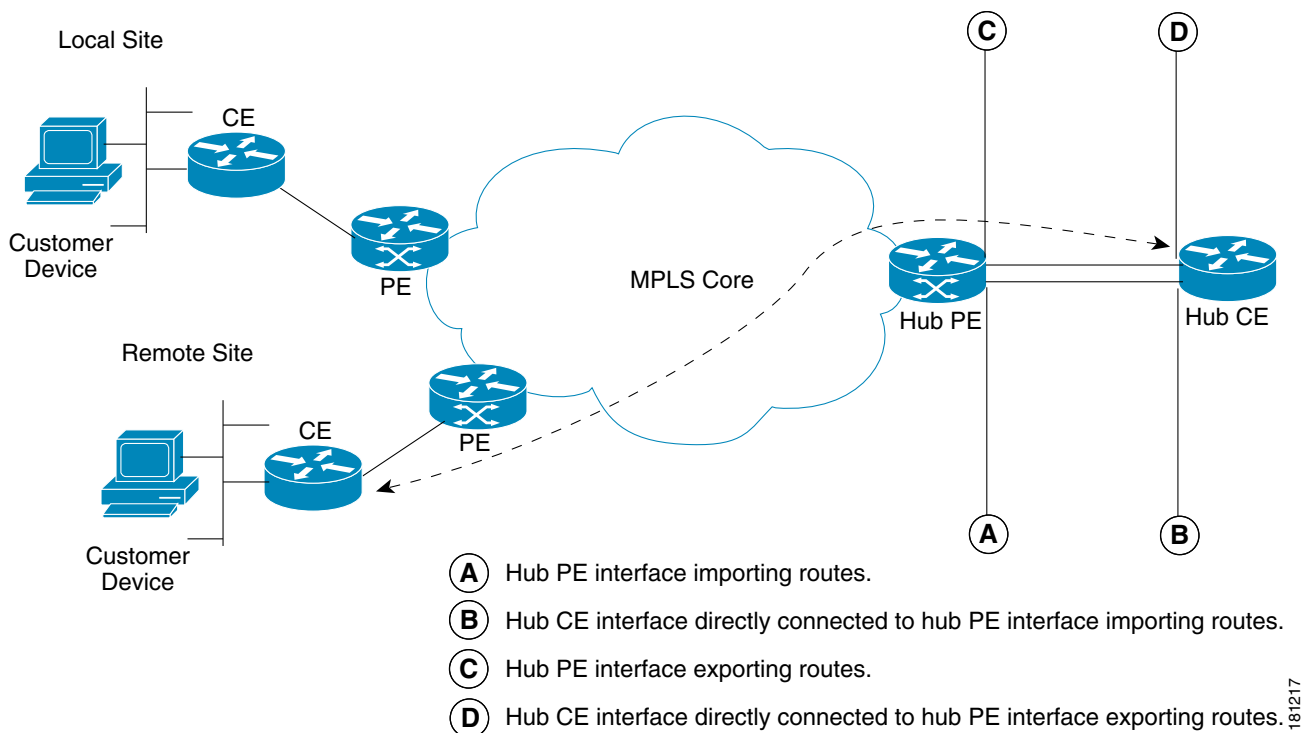 Local Site
C
D
CE
Customer
Device
PE
MPLS Core
Hub PE
Hub CE
Remote Site
CE
PE
Customer
Device
A
B
A Hub PE interface importing routes.
B Hub CE interface directly connected to hub PE interface importing routes.
C Hub PE interface exporting routes.
D Hub CE interface directly connected to hub PE interface exporting routes.
181217